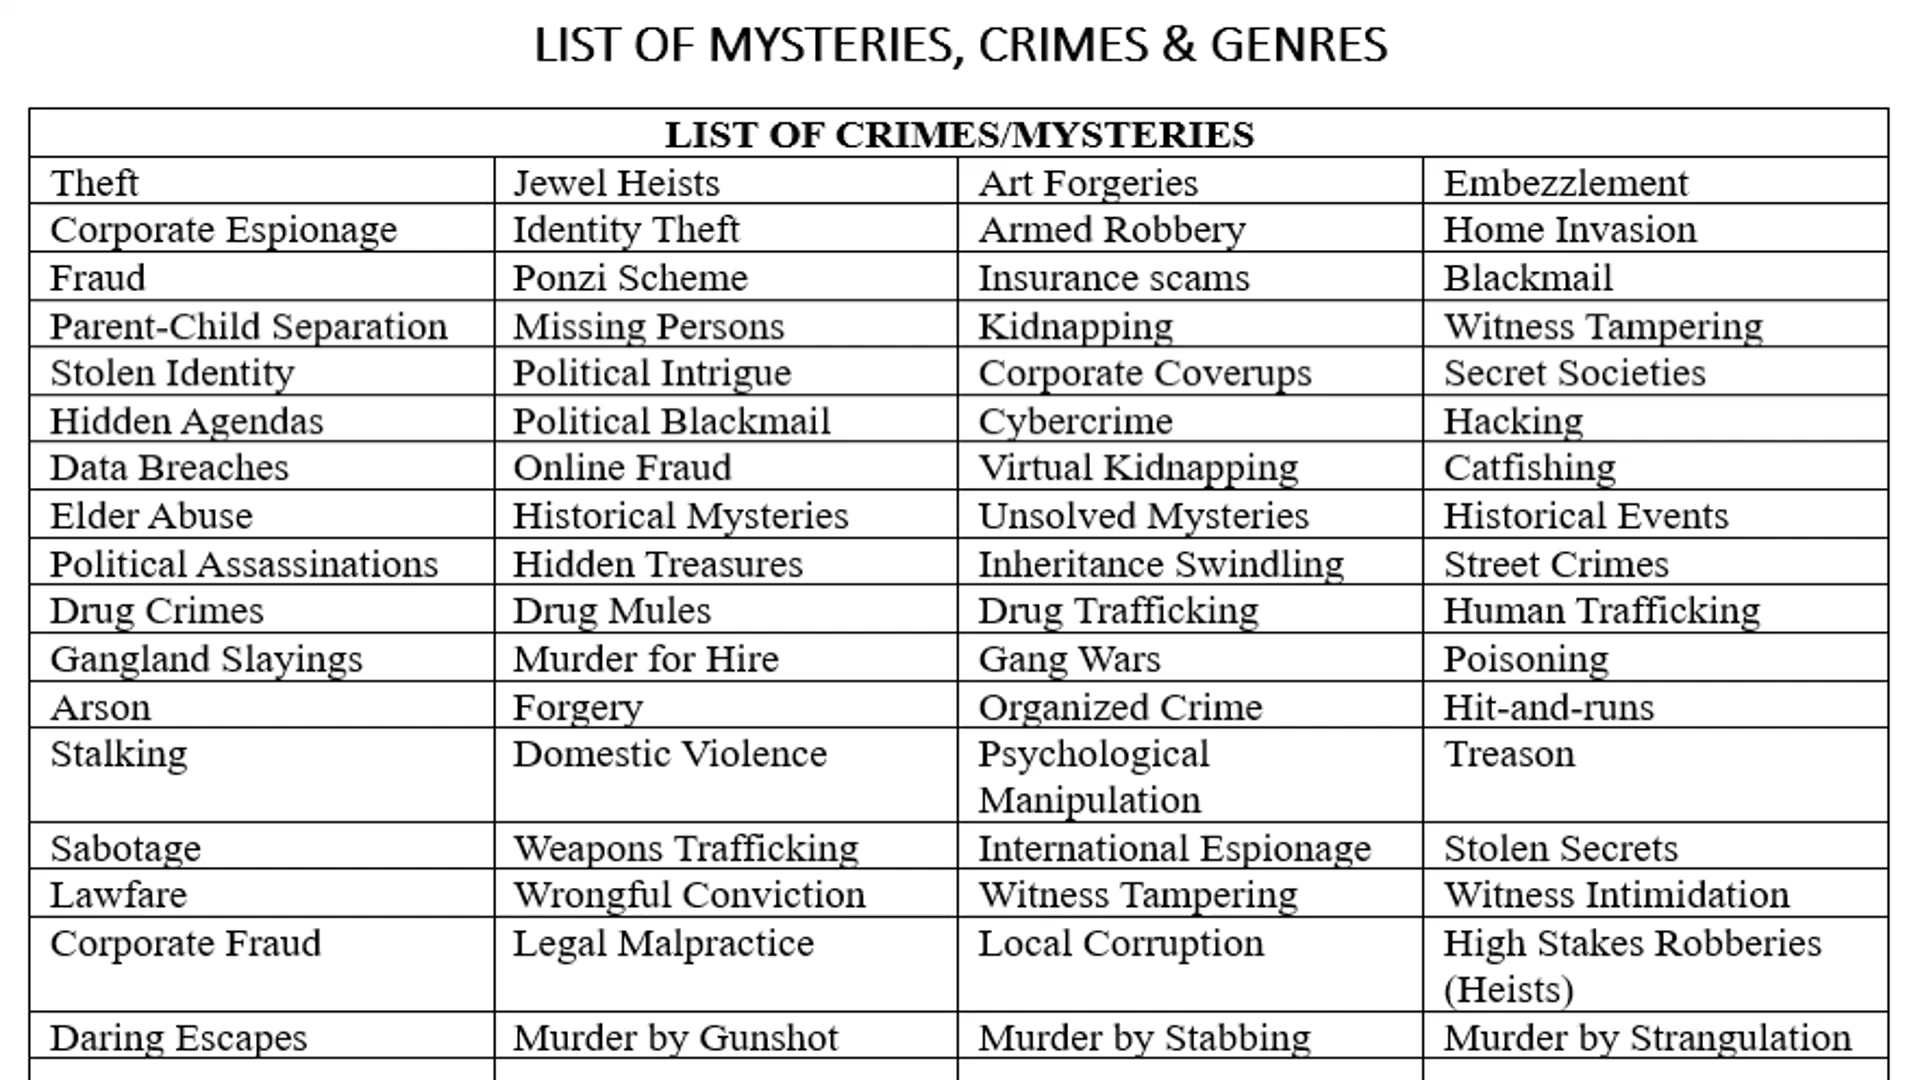 LIST OF MYSTERIES, CRIMES & GENRES
LIST OF CRIMES/MYSTERIES
Theft Jewel Heists Art Forgeries Embezzlement
Corporate Espionage Identity Theft Armed Robbery Home Invasion
Fraud Ponzi Scheme Insurance scams Blackmail
Parent-Child Separation Missing Persons Kidnapping Witness Tampering
Stolen Identity Political Intrigue Corporate Coverups Secret Societies
Hidden Agendas Political Blackmail Cybercrime Hacking
Data Breaches Online Fraud Virtual Kidnapping Catfishing
Elder Abuse Historical Mysteries Unsolved Mysteries Historical Events
Political Assassinations Hidden Treasures Inheritance Swindling Street Crimes
Drug Crimes Drug Mules Drug Trafficking Human Trafficking
Gangland Slayings Murder for Hire Gang Wars Poisoning
Arson Forgery Organized Crime Hit-and-runs
Stalking Domestic Violence Psychological Treason
Manipulation
Sabotage Weapons Trafficking International Espionage Stolen Secrets
Lawfare Wrongful Conviction Witness Tampering Witness Intimidation
Corporate Fraud Legal Malpractice Local Corruption High Stakes Robberies
(Heists)
Daring Escapes Murder by Gunshot Murder by Stabbing Murder by Strangulation